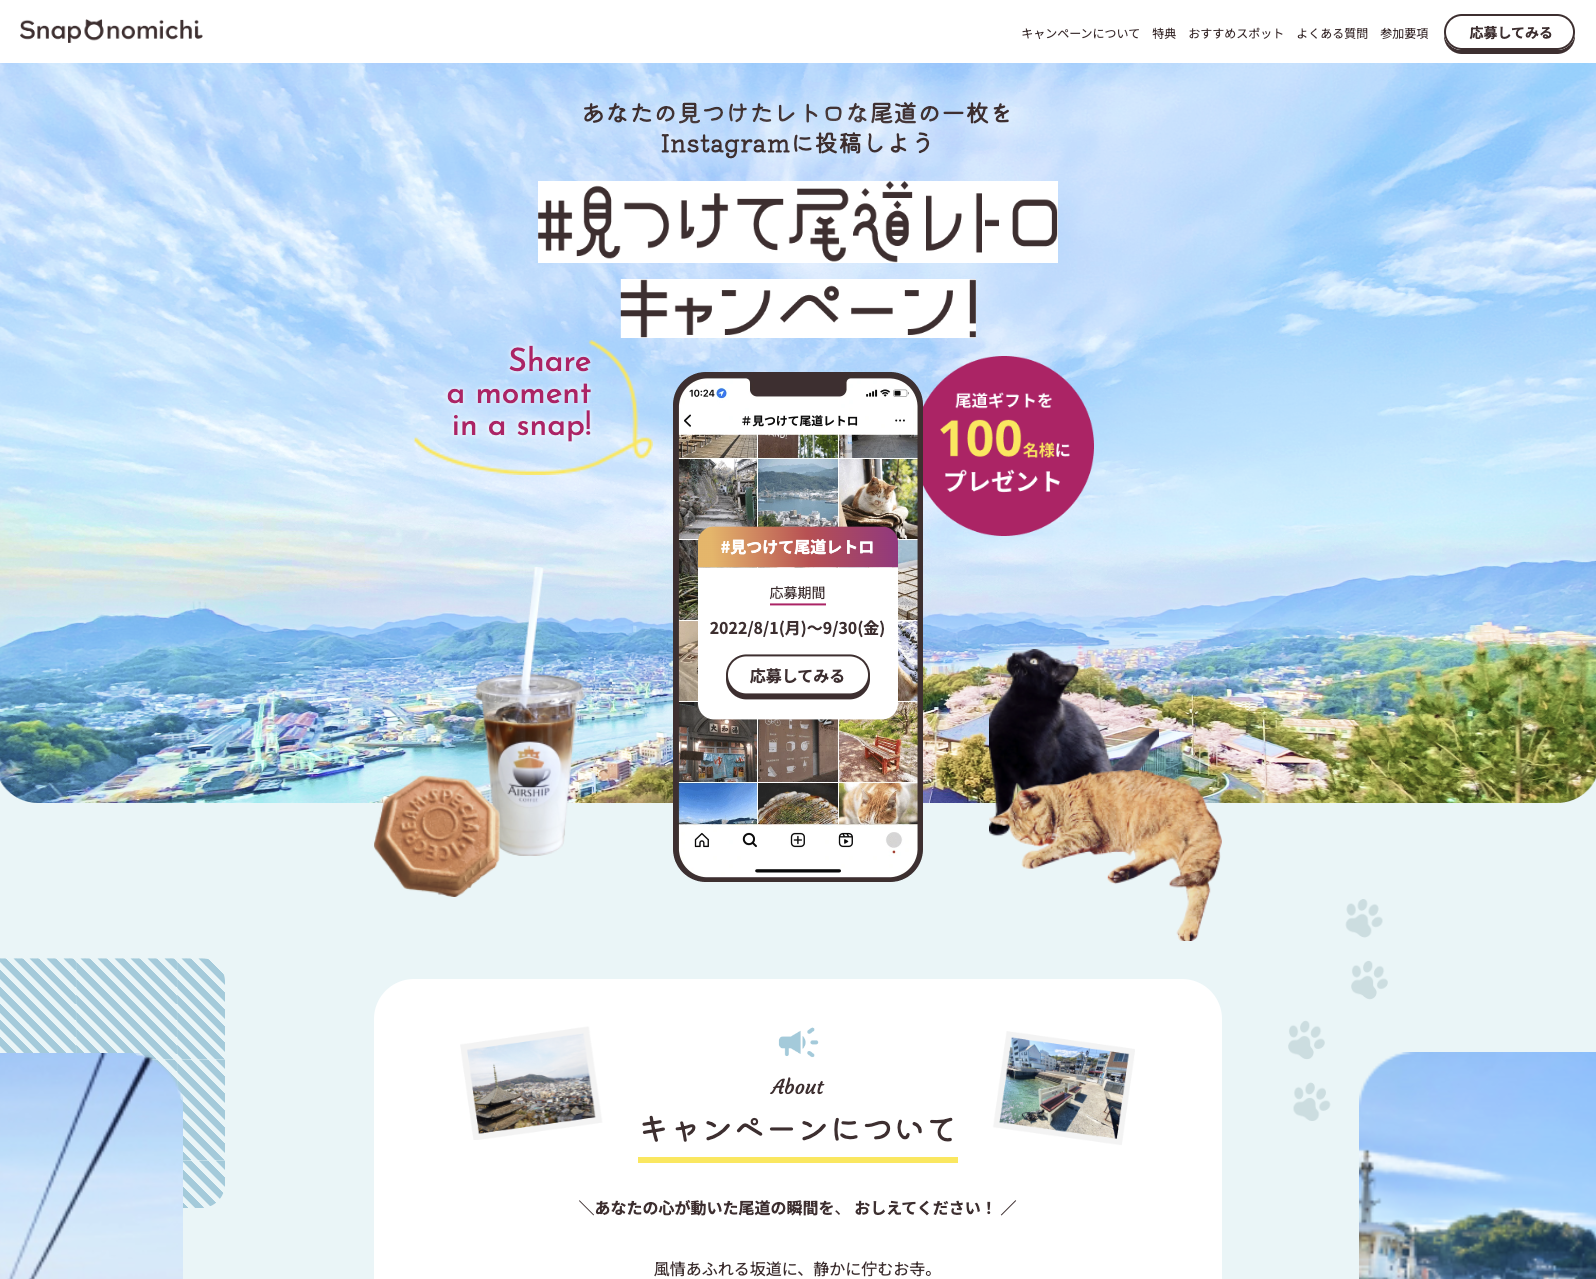 SnapOnomichi
キャンペーンについて 特典 おすすめスポット よくある質問 参加要項 応募してみる
あなたの見つけたレトロな尾道の一枚を
Instagramに投稿しよう
#見つけて尾道レトロ
キャンペーン!
Share
a moment
in a snap!
尾道ギフトを
100名様に
プレゼント
10:24
#見つけて尾道レトロ
#見つけて尾道レトロ
応募期間
2022/8/1(月)〜9/30(金)
応募してみる
AIRSHIP
COFFEE
SPECIAL ICECREAM
About
キャンペーンについて
＼あなたの心が動いた尾道の瞬間を、 おしえてください！／
風情あふれる坂道に、静かに佇むお寺。